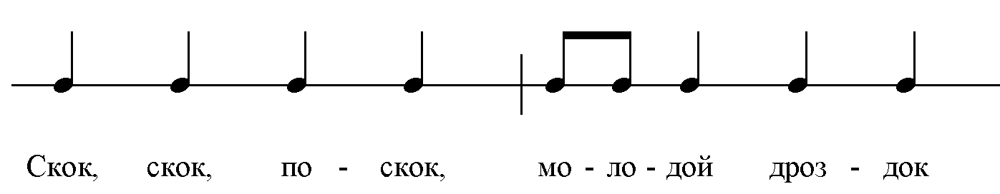 Скок, скок, по - скок, мо - ло - дой дроз - док